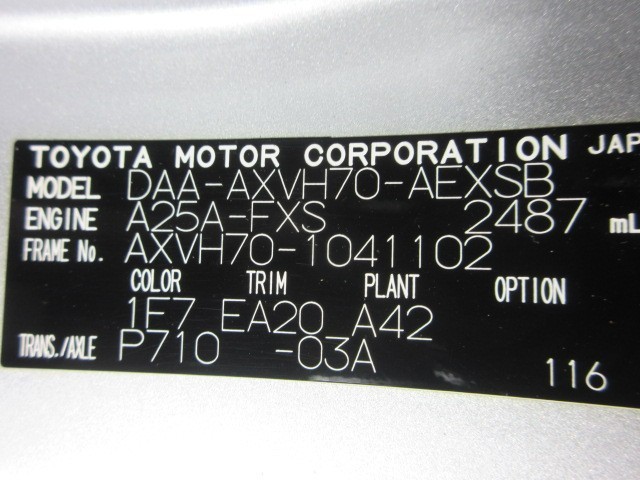 TOYOTA MOTOR CORPORATION JAP
MODEL DAA-AXVH70-AEXSB
ENGINE A25A-FXS 2487 mL
FRAME No. AXVH70-1041102
COLOR TRIM PLANT OPTION
1E7 EA20 A42
TRANS./AXLE P710 -03A
116